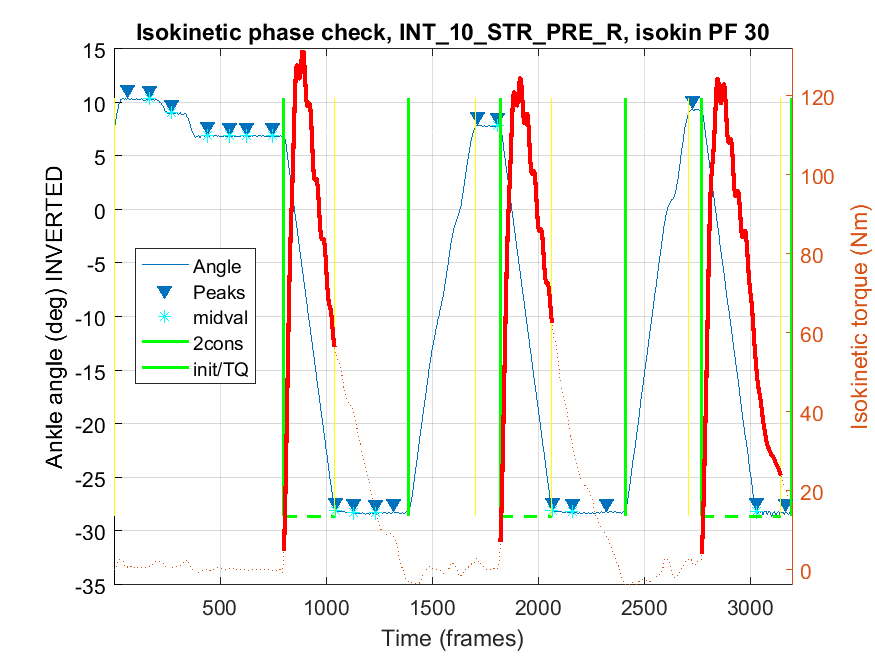 Isokinetic phase check, INT_10_STR_PRE_R, isokin PF 30
15
10
5
0
-5
-10
-15
-20
-25
-30
-35
Ankle angle (deg) INVERTED
Angle
Peaks
midval
2cons
init/TQ
120
100
80
60
40
20
0
Isokinetic torque (Nm)
500
1000
1500
2000
2500
3000
Time (frames)